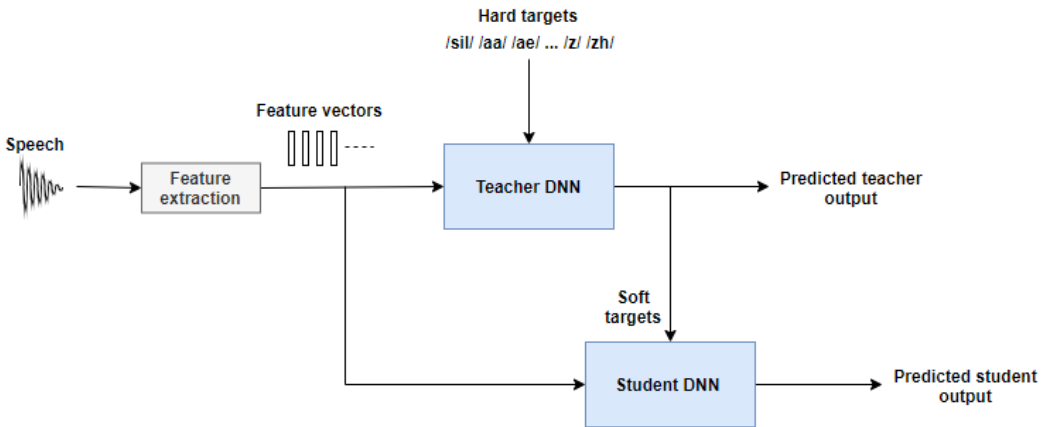 Hard targets
/sil/ /aa/ /ae/ ... /z/ /zh/
Feature vectors
Speech
Feature
extraction
Teacher DNN
Predicted teacher
output
Soft
targets
Student DNN
Predicted student
output